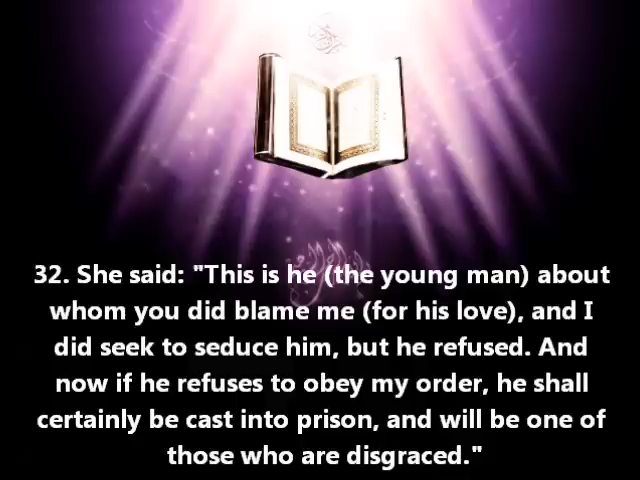 32. She said: "This is he (the young man) about
whom you did blame me (for his love), and I
did seek to seduce him, but he refused. And
now if he refuses to obey my order, he shall
certainly be cast into prison, and will be one of
those who are disgraced."